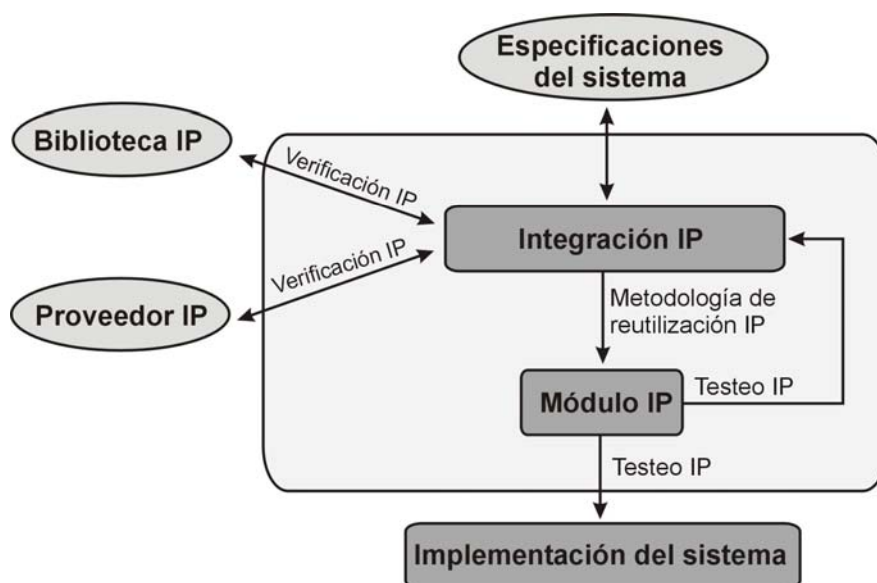 Especificaciones
del sistema
Biblioteca IP
Verificación IP
Integración IP
Verificación IP
Proveedor IP
Metodología de
reutilización IP
Módulo IP
Testeo IP
Testeo IP
Implementación del sistema